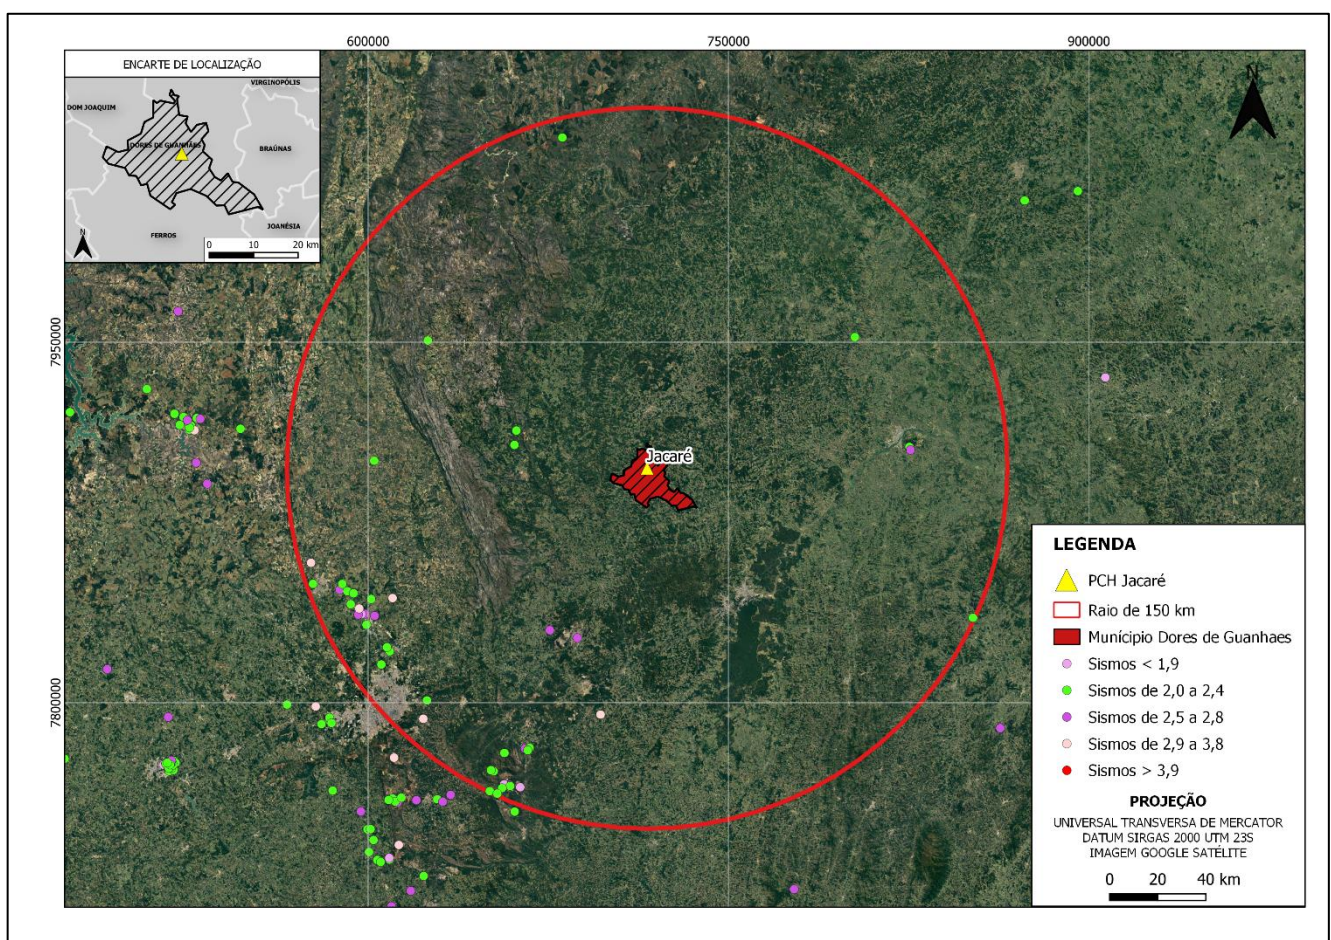 600000
750000
900000
ENCARTE DE LOCALIZAÇÃO
VIRGINOPÓLIS
DOM JOAQUIM
DORES DE GUANHÃES
BRAÚNAS
JOANÉSIA
FERROS
N
0 10 20 km
N
7950000
7800000
Jacaré
LEGENDA
PCH Jacaré
Raio de 150 km
Munícipio Dores de Guanhaes
Sismos < 1,9
Sismos de 2,0 a 2,4
Sismos de 2,5 a 2,8
Sismos de 2,9 a 3,8
Sismos > 3,9
PROJEÇÃO
UNIVERSAL TRANSVERSA DE MERCATOR
DATUM SIRGAS 2000 UTM 23S
IMAGEM GOOGLE SATÉLITE
0 20 40 km